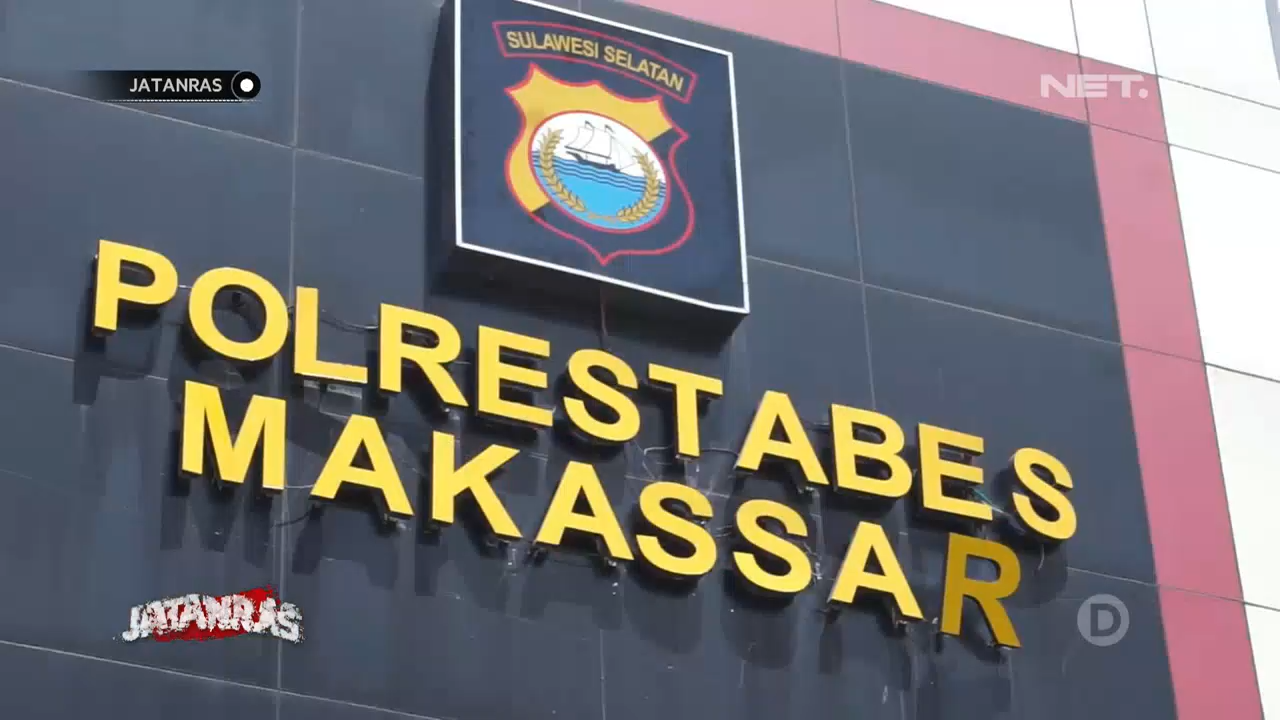 SULAWESI SELATAN
JATANRAS
NET.
POLRESTABES
MAKASSAR
JATANRAS
D